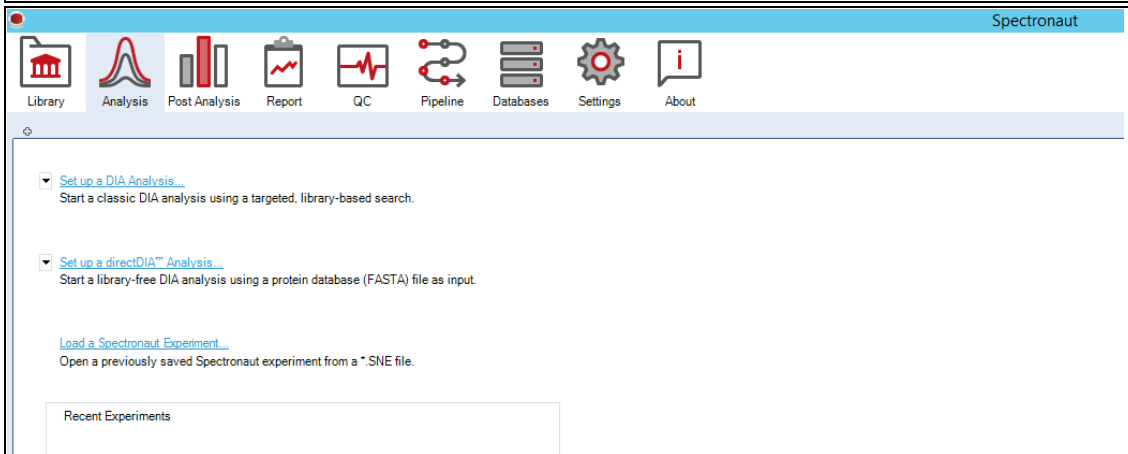 Spectronaut
Library Analysis Post Analysis Report QC Pipeline Databases Settings About
Set up a DIA Analysis...
Start a classic DIA analysis using a targeted, library-based search.
Set up a directDIA™ Analysis...
Start a library-free DIA analysis using a protein database (FASTA) file as input.
Load a Spectronaut Experiment...
Open a previously saved Spectronaut experiment from a *.SNE file.
Recent Experiments